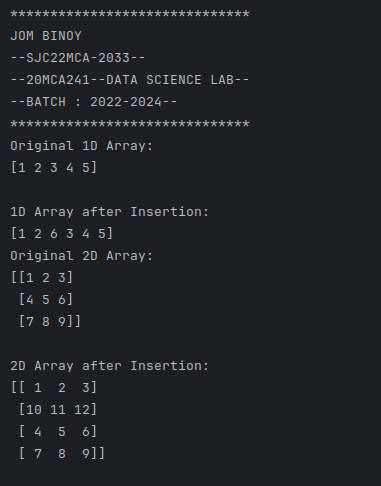 ******************************
JOM BINOY
--SJC22MCA-2033--
--20MCA241--DATA SCIENCE LAB--
--BATCH : 2022-2024--
******************************
Original 1D Array:
[1 2 3 4 5]
1D Array after Insertion:
[1 2 6 3 4 5]
Original 2D Array:
[[1 2 3]
 [4 5 6]
 [7 8 9]]
2D Array after Insertion:
[[ 1  2  3]
 [10 11 12]
 [ 4  5  6]
 [ 7  8  9]]